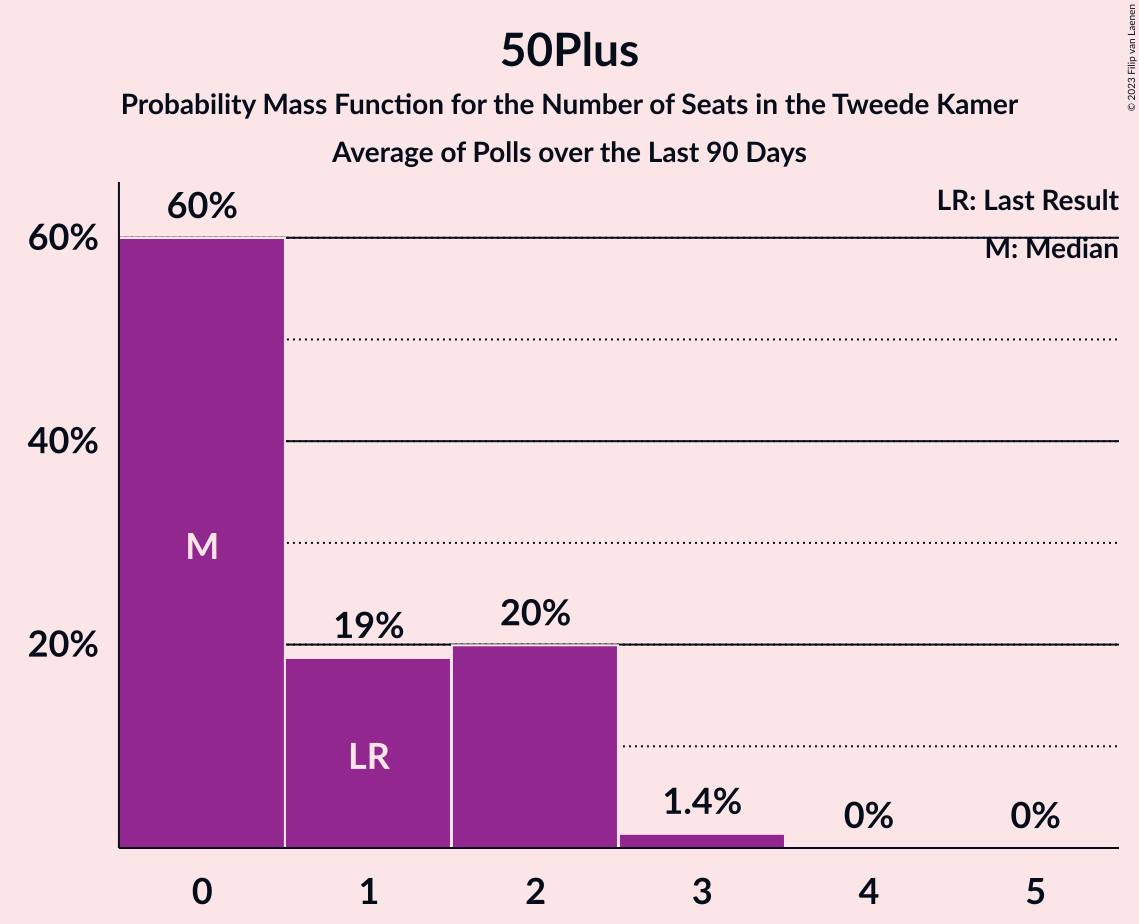 50Plus
Probability Mass Function for the Number of Seats in the Tweede Kamer
Average of Polls over the Last 90 Days
© 2023 Filip van Laenen
LR: Last Result
M: Median
60%
40%
20%
60%
19%
20%
1.4%
0%
0%
M
LR
0 1 2 3 4 5